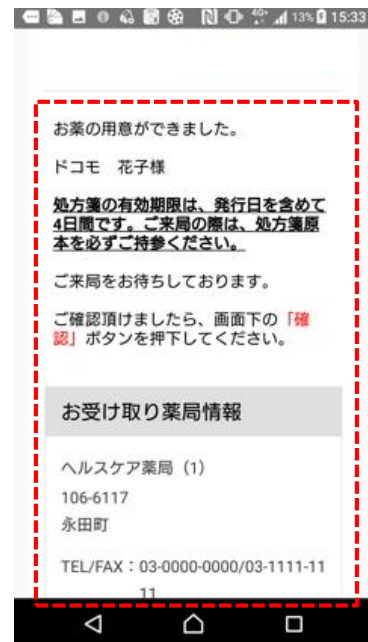 4G+ 13% 15:33
お薬の用意ができました。
ドコモ 花子様
処方箋の有効期限は、発行日を含めて
4日間です。ご来局の際は、処方箋原
本を必ずご持参ください。
ご来局をお待ちしております。
ご確認頂けましたら、画面下の「確
認」ボタンを押下してください。
お受け取り薬局情報
ヘルスケア薬局（1）
106-6117
永田町
TEL/FAX：03-0000-0000/03-1111-11
11